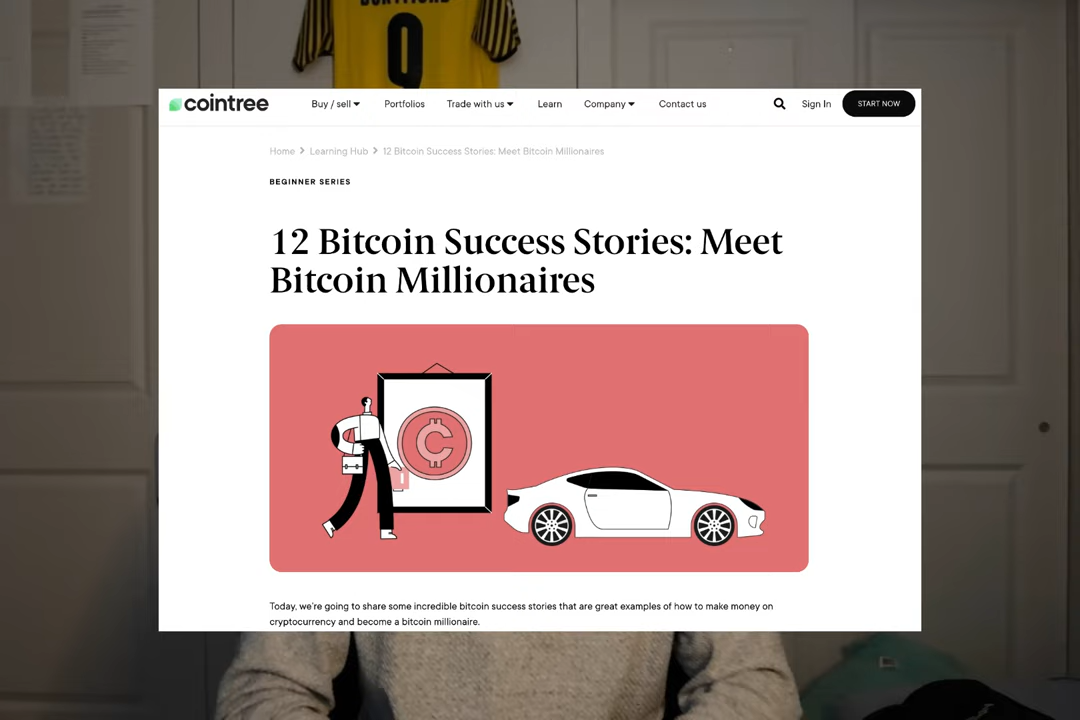 0
cointree
Buy / sell
Portfolios
Trade with us
Learn
Company
Contact us
Sign In
START NOW
Home > Learning Hub > 12 Bitcoin Success Stories: Meet Bitcoin Millionaires
BEGINNER SERIES
12 Bitcoin Success Stories: Meet
Bitcoin Millionaires
Today, we're going to share some incredible bitcoin success stories that are great examples of how to make money on
cryptocurrency and become a bitcoin millionaire.